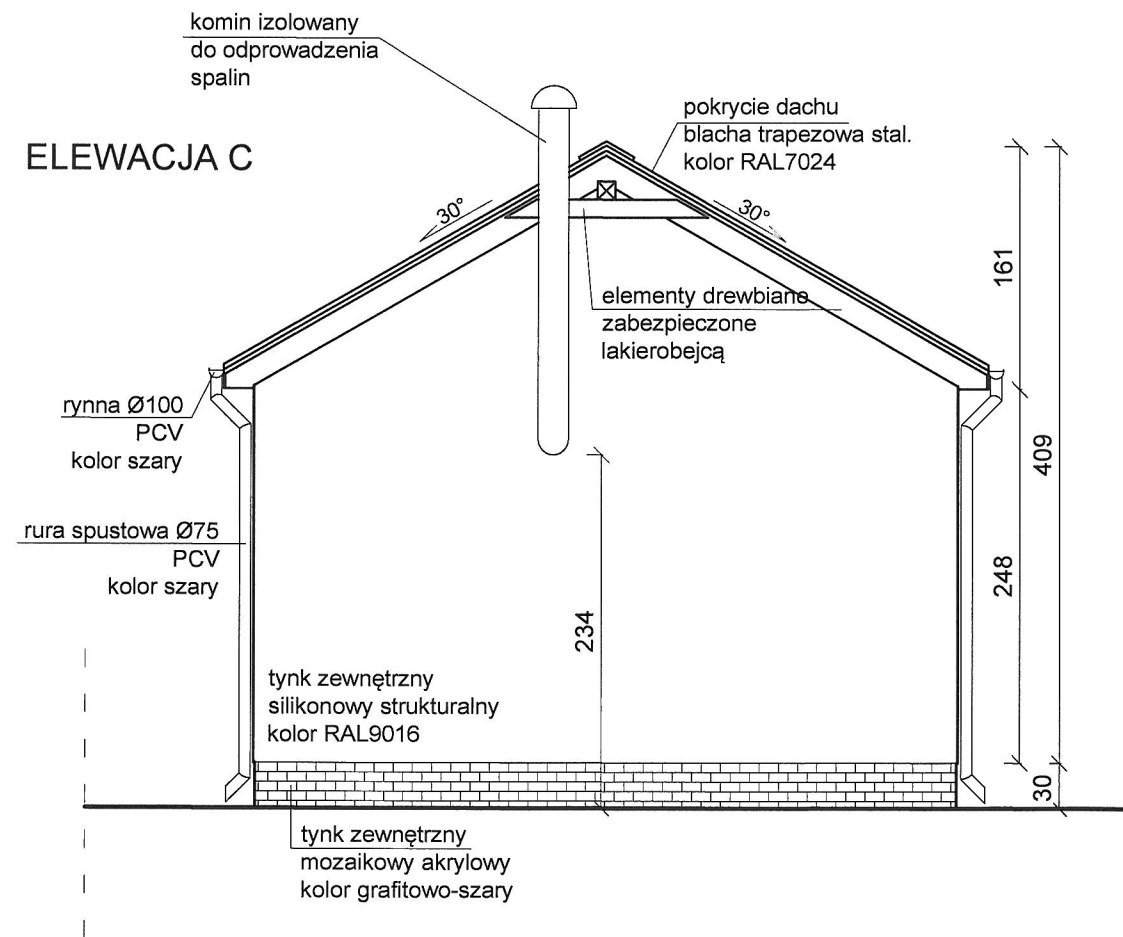 komin izolowany
do odprowadzenia
spalin
ELEWACJA C
pokrycie dachu
blacha trapezowa stal.
kolor RAL7024
30°
30°
161
elementy drewbiane
zabezpieczone
lakierobejcą
rynna Ø100
PCV
kolor szary
409
rura spustowa Ø75
PCV
kolor szary
248
234
tynk zewnętrzny
silikonowy strukturalny
kolor RAL9016
30
tynk zewnętrzny
mozaikowy akrylowy
kolor grafitowo-szary